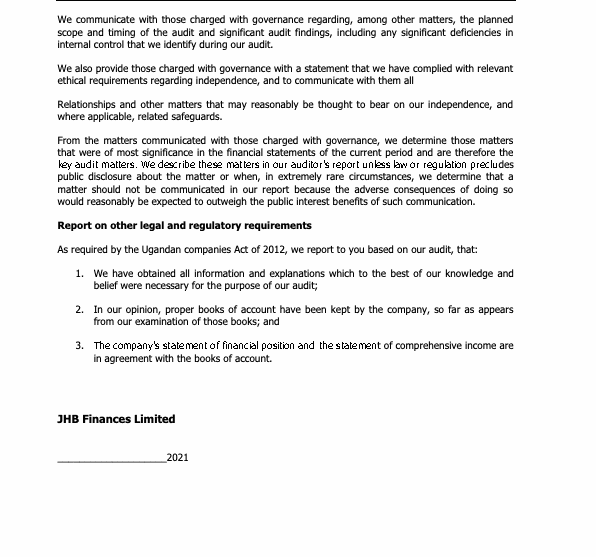 We communicate with those charged with governance regarding, among other matters, the planned
scope and timing of the audit and significant audit findings, including any significant deficiencies in
internal control that we identify during our audit.
We also provide those charged with governance with a statement that we have complied with relevant
ethical requirements regarding independence, and to communicate with them all
Relationships and other matters that may reasonably be thought to bear on our independence, and
where applicable, related safeguards.
From the matters communicated with those charged with governance, we determine those matters
that were of most significance in the financial statements of the current period and are therefore the
key audit matters. We describe these matters in our auditor's report unless law or regulation precludes
public disclosure about the matter or when, in extremely rare circumstances, we determine that a
matter should not be communicated in our report because the adverse consequences of doing so
would reasonably be expected to outweigh the public interest benefits of such communication.
Report on other legal and regulatory requirements
As required by the Ugandan companies Act of 2012, we report to you based on our audit, that:
1. We have obtained all information and explanations which to the best of our knowledge and
belief were necessary for the purpose of our audit;
2. In our opinion, proper books of account have been kept by the company, so far as appears
from our examination of those books; and
3. The company's statement of financial position and the statement of comprehensive income are
in agreement with the books of account.
JHB Finances Limited
______________________2021